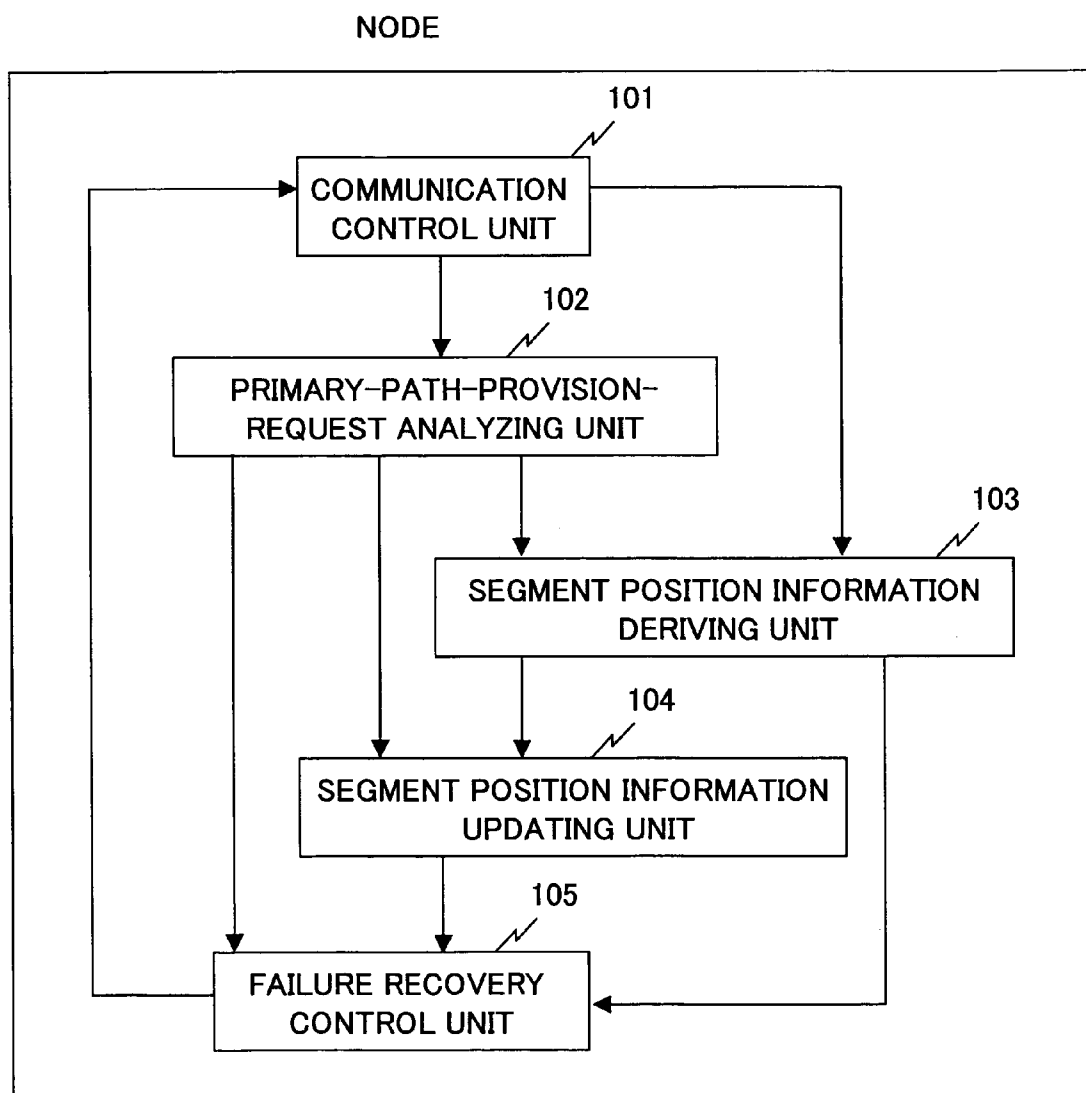 NODE
101
COMMUNICATION
CONTROL UNIT
102
PRIMARY-PATH-PROVISION-
REQUEST ANALYZING UNIT
103
SEGMENT POSITION INFORMATION
DERIVING UNIT
104
SEGMENT POSITION INFORMATION
UPDATING UNIT
105
FAILURE RECOVERY
CONTROL UNIT